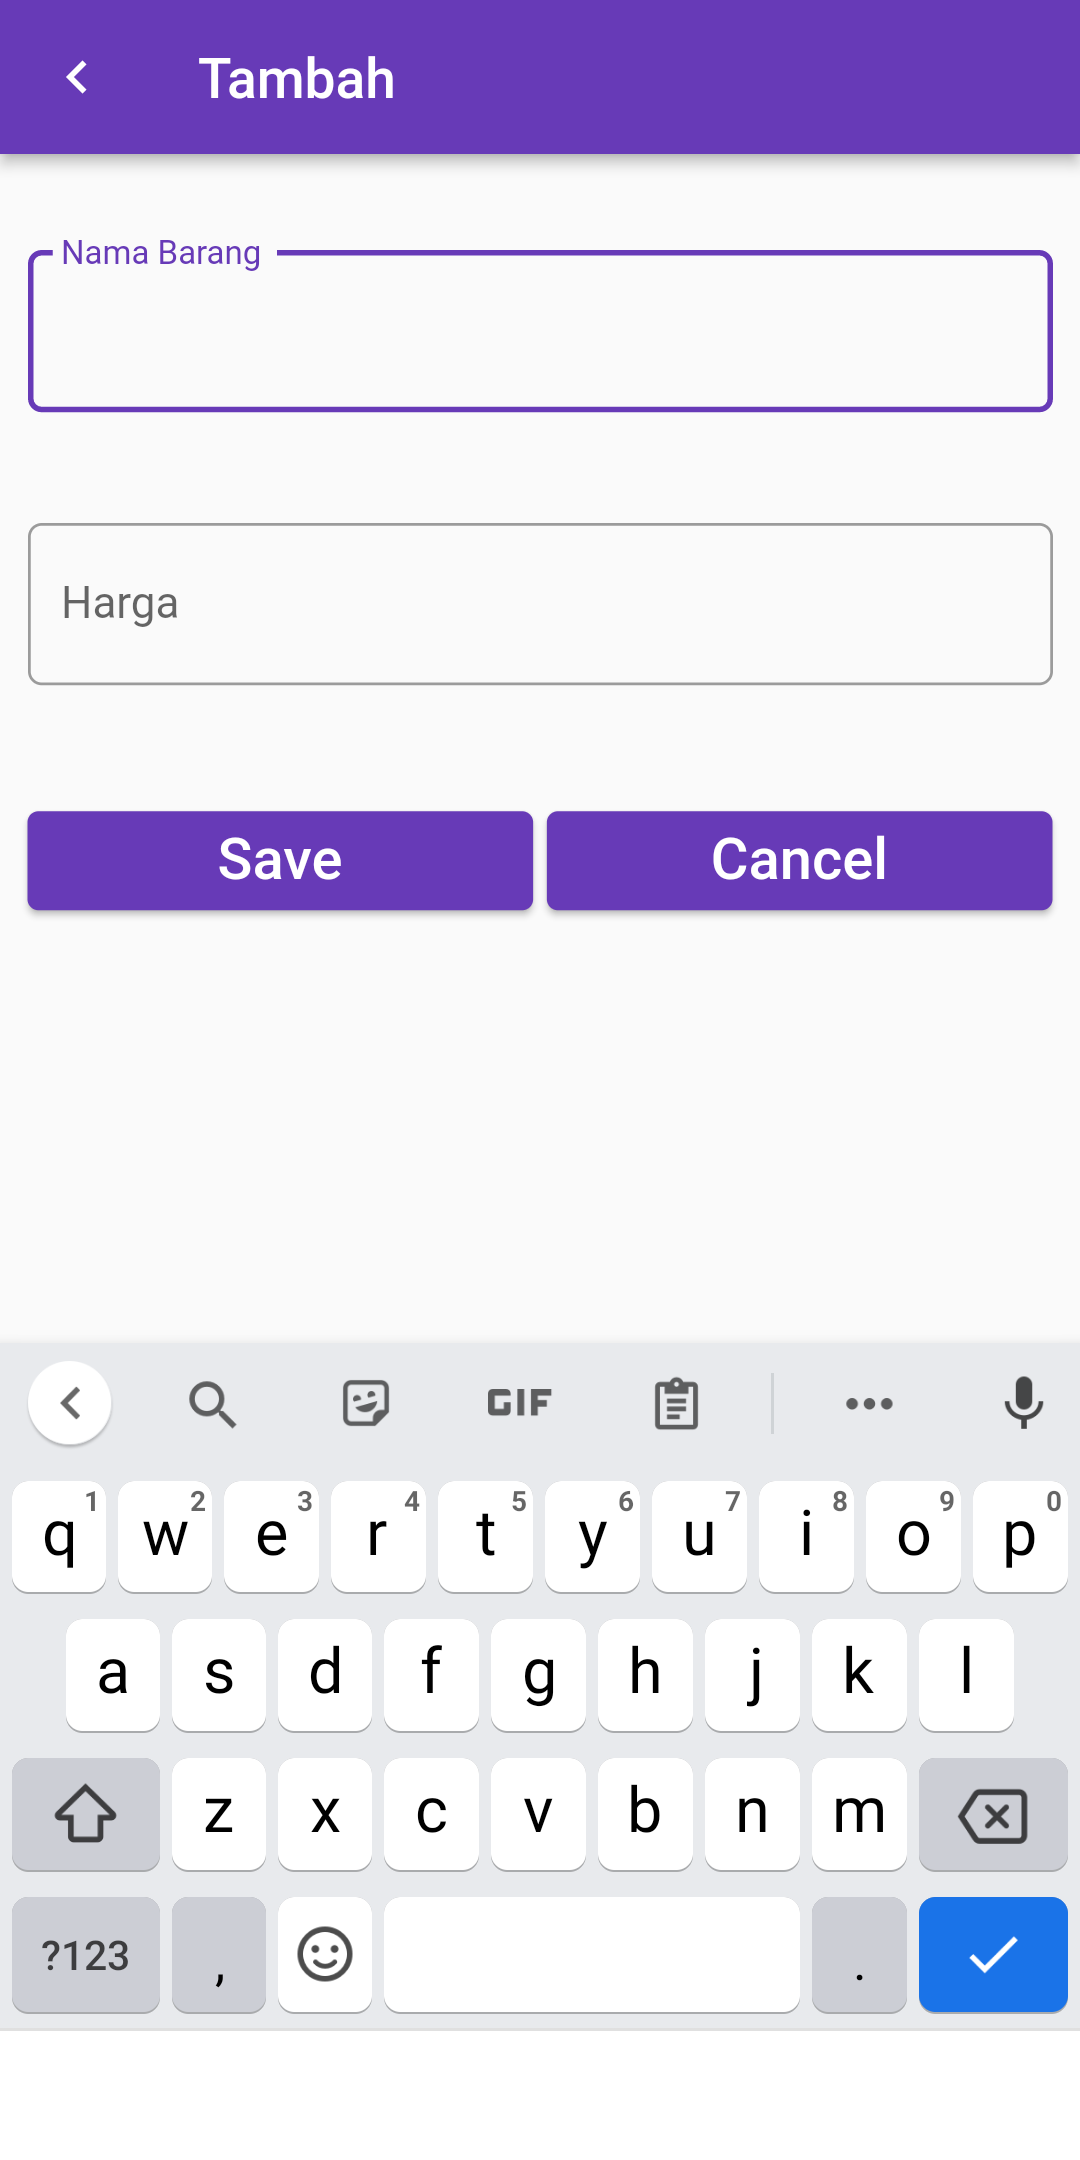 Tambah
Nama Barang
Harga
Save Cancel
GIF
q 1 w 2 e 3 r 4 t 5 y 6 u 7 i 8 o 9 p 0
a s d f g h j k l
z x c v b n m
?123 , .